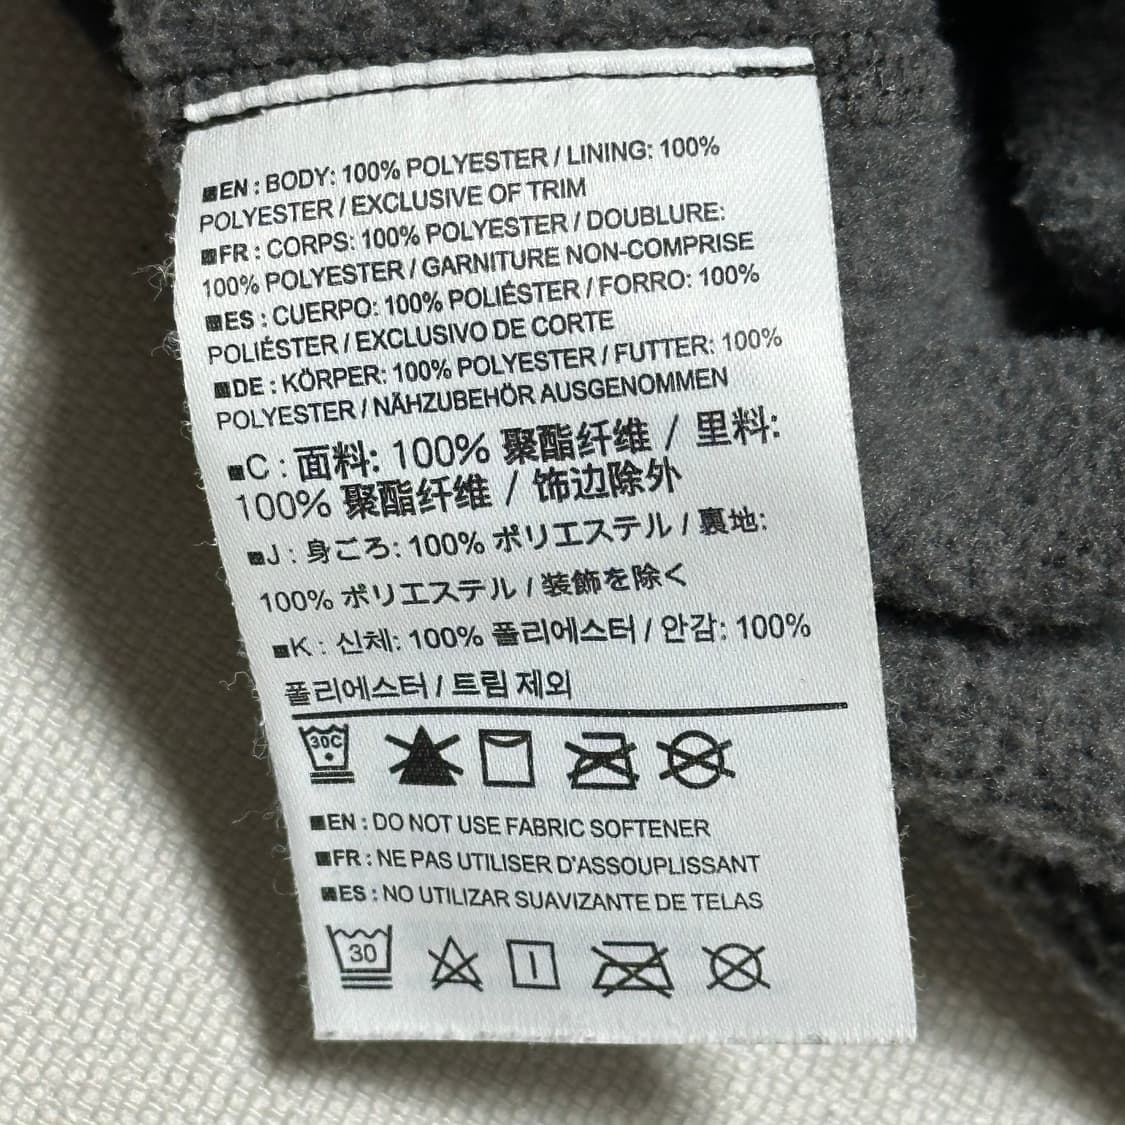 ■EN : BODY: 100% POLYESTER / LINING: 100%
POLYESTER / EXCLUSIVE OF TRIM
■FR : CORPS: 100% POLYESTER / DOUBLURE:
100% POLYESTER / GARNITURE NON-COMPRISE
■ES : CUERPO: 100% POLIÉSTER / FORRO: 100%
POLIÉSTER / EXCLUSIVO DE CORTE
■DE : KÖRPER: 100% POLYESTER / FUTTER: 100%
POLYESTER / NÄHZUBEHÖR AUSGENOMMEN
■C : 面料: 100% 聚酯纤维 / 里料:
100% 聚酯纤维 / 饰边除外
■J : 身ごろ: 100% ポリエステル / 裏地:
100% ポリエステル / 装飾を除く
■K : 신체: 100% 폴리에스터 / 안감: 100%
폴리에스터 / 트림 제외
30C
■EN : DO NOT USE FABRIC SOFTENER
■FR : NE PAS UTILISER D'ASSOUPLISSANT
■ES : NO UTILIZAR SUAVIZANTE DE TELAS
30